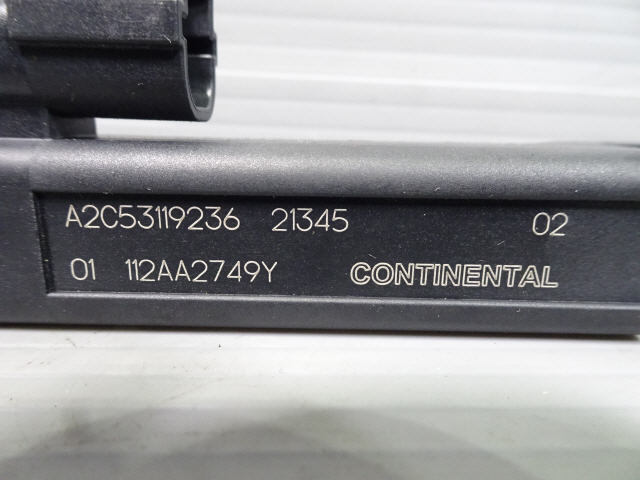 A2C53119236 21345 02
01 112AA2749Y CONTINENTAL